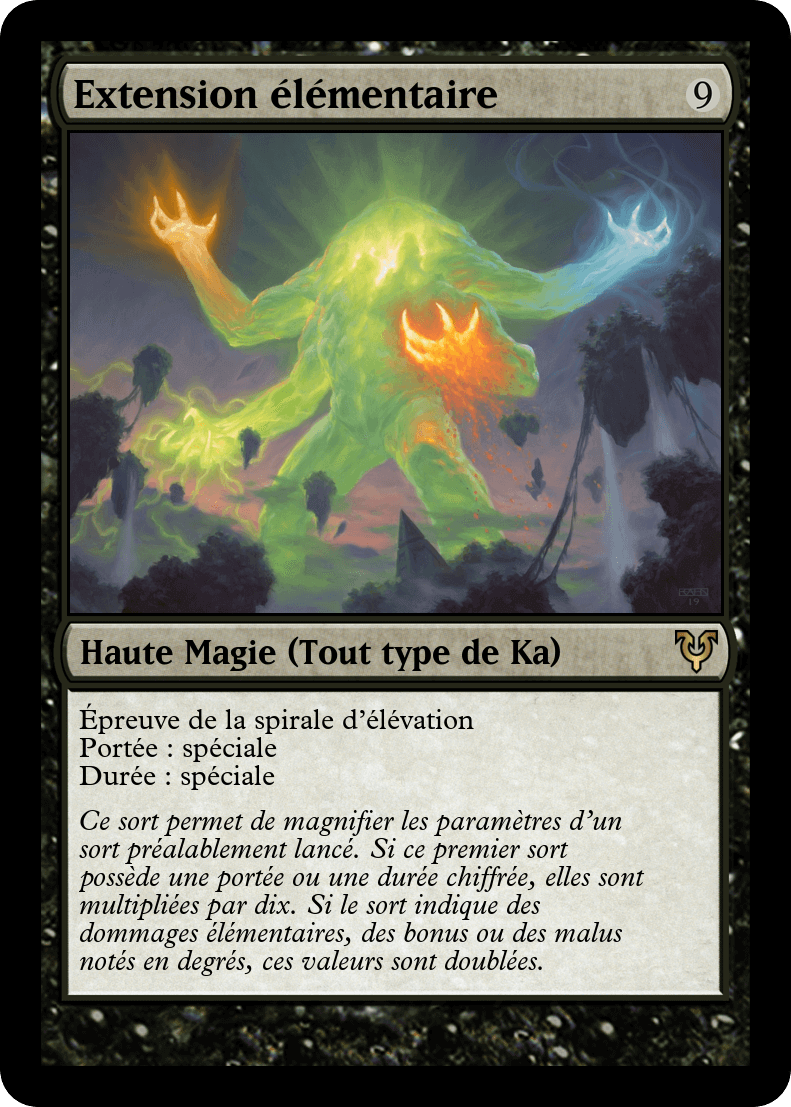 Extension élémentaire
9
Haute Magie (Tout type de Ka)
Épreuve de la spirale d'élévation
Portée : spéciale
Durée : spéciale
Ce sort permet de magnifier les paramètres d'un
sort préalablement lancé. Si ce premier sort
possède une portée ou une durée chiffrée, elles sont
multipliées par dix. Si le sort indique des
dommages élémentaires, des bonus ou des malus
notés en degrés, ces valeurs sont doublées.